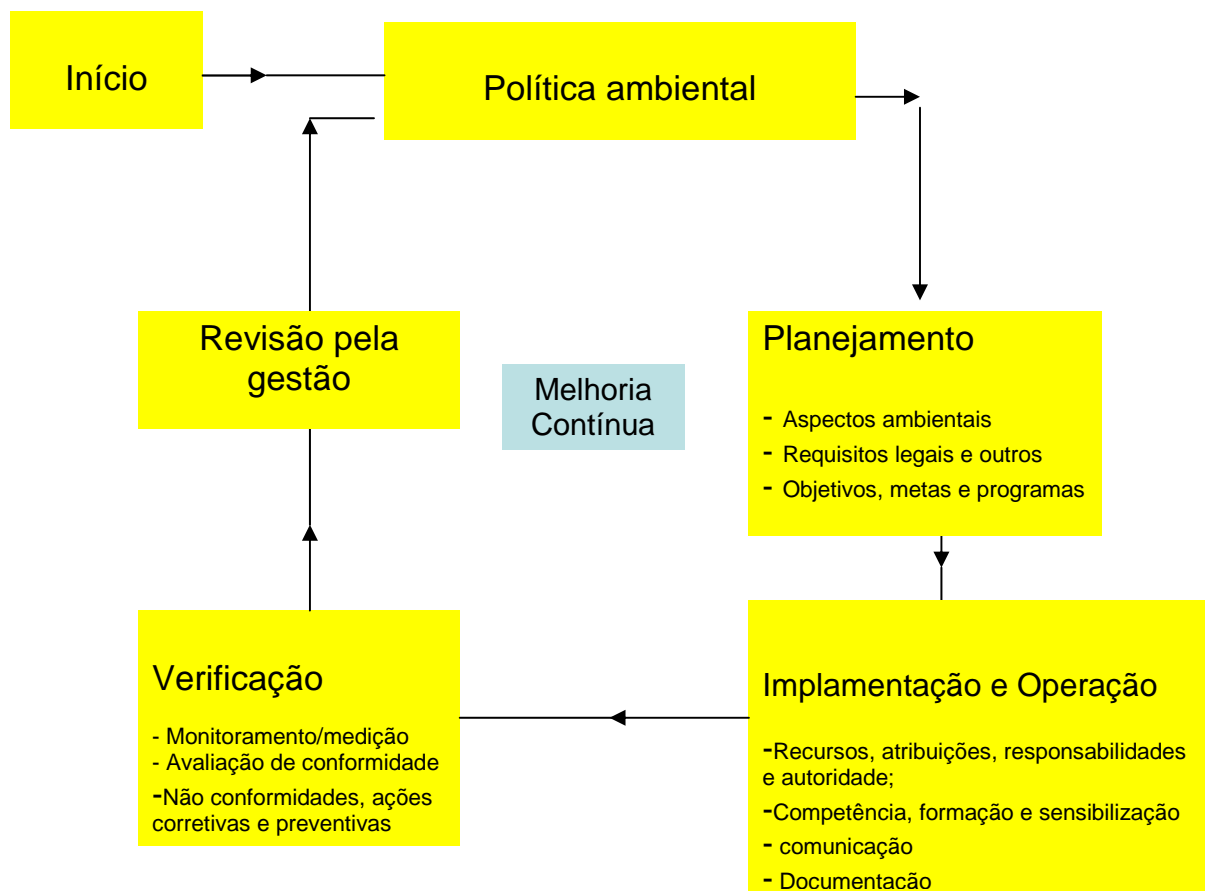 Início
Política ambiental
Planejamento
- Aspectos ambientais
- Requisitos legais e outros
- Objetivos, metas e programas
Implamentação e Operação
-Recursos, atribuições, responsabilidades
e autoridade;
-Competência, formação e sensibilização
- comunicação
- Documentação
Verificação
- Monitoramento/medição
- Avaliação de conformidade
-Não conformidades, ações
corretivas e preventivas
Revisão pela
gestão
Melhoria
Contínua